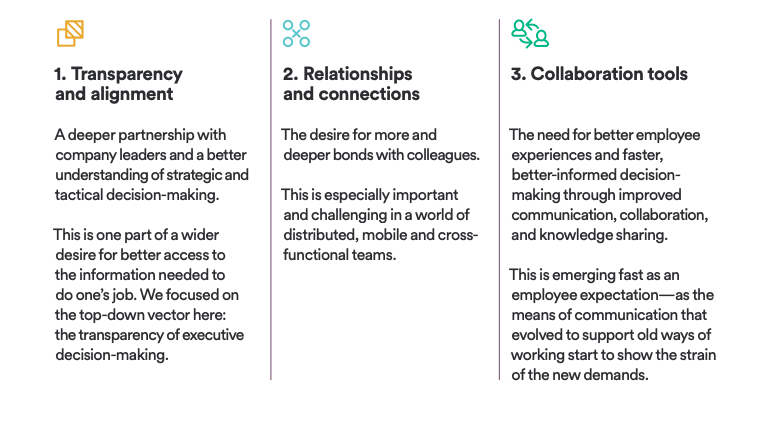 1. Transparency
and alignment
A deeper partnership with
company leaders and a better
understanding of strategic and
tactical decision-making.
This is one part of a wider
desire for better access to
the information needed to
do one’s job. We focused on
the top-down vector here:
the transparency of executive
decision-making.
2. Relationships
and connections
The desire for more and
deeper bonds with colleagues.
This is especially important
and challenging in a world of
distributed, mobile and cross-
functional teams.
3. Collaboration tools
The need for better employee
experiences and faster,
better-informed decision-
making through improved
communication, collaboration,
and knowledge sharing.
This is emerging fast as an
employee expectation—as the
means of communication that
evolved to support old ways of
working start to show the strain
of the new demands.